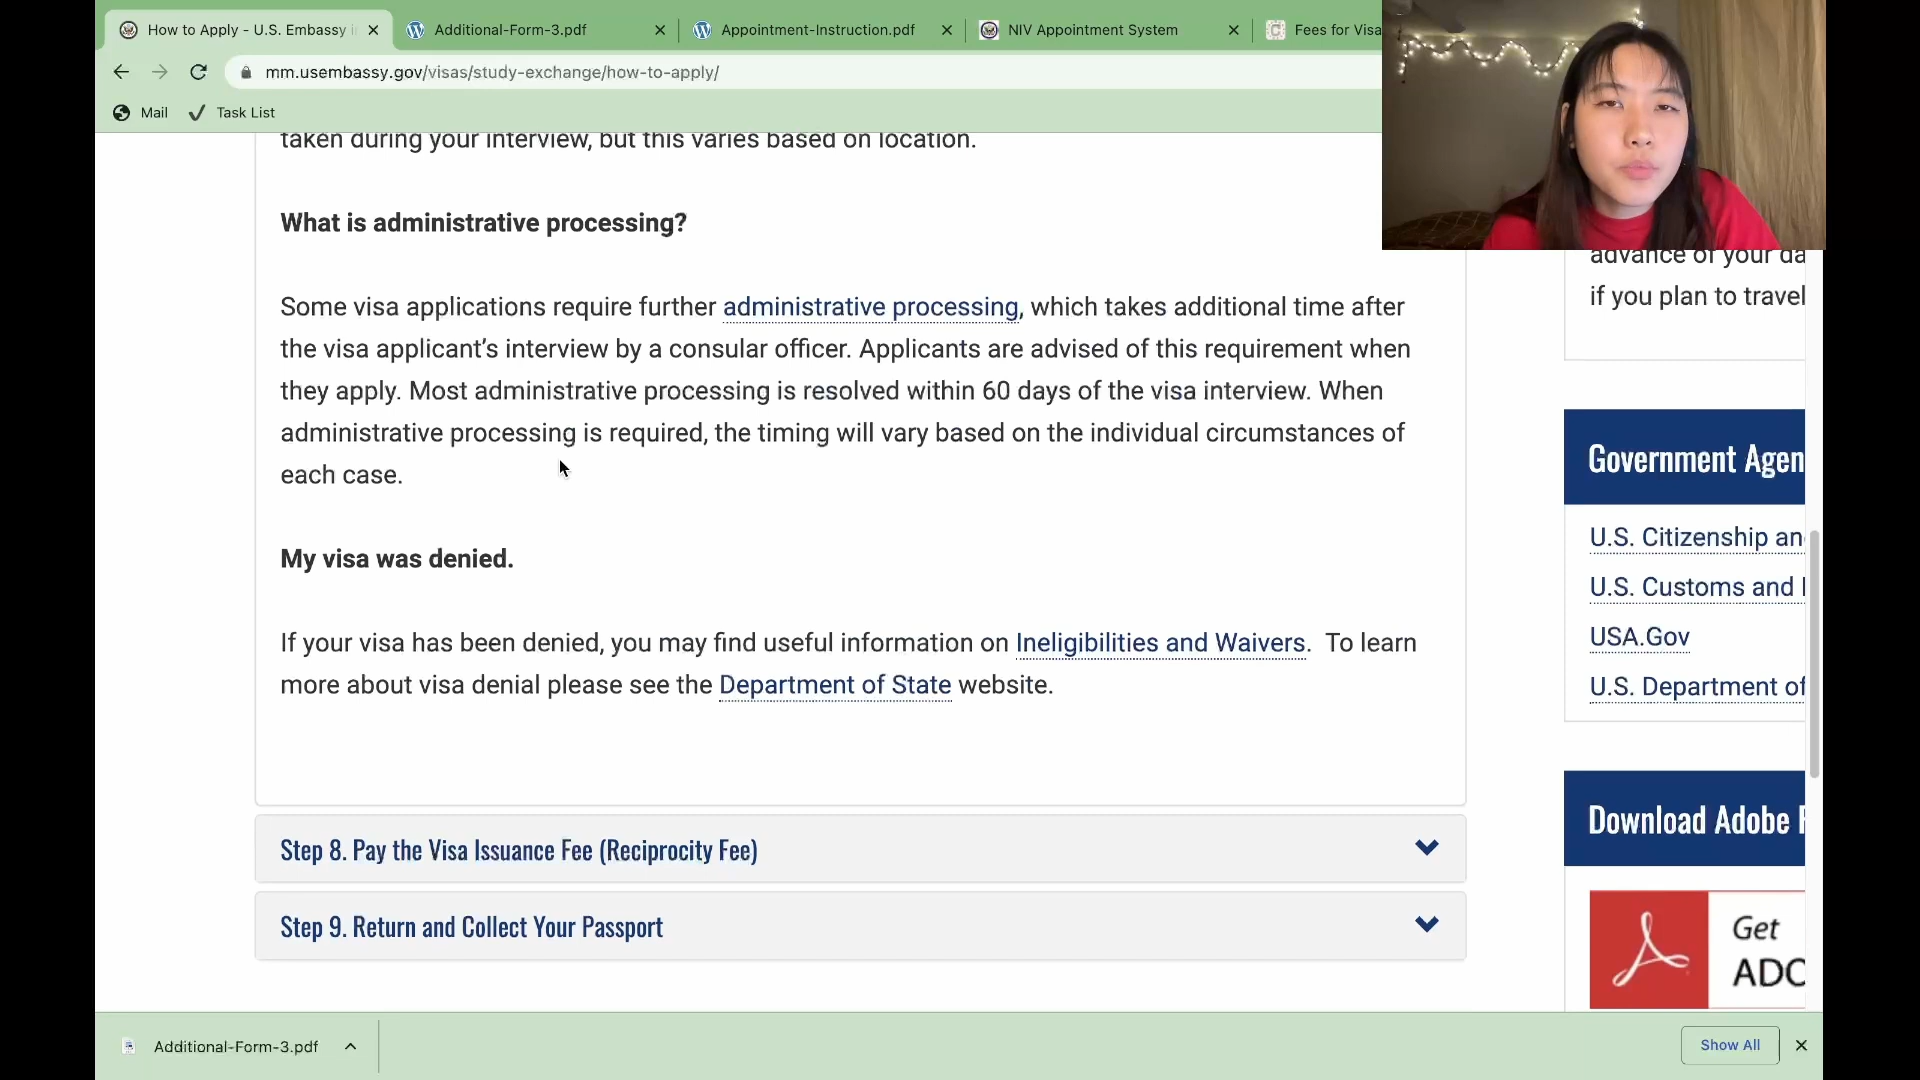 How to Apply - U.S. Embassy i
Additional-Form-3.pdf
Appointment-Instruction.pdf
NIV Appointment System
Fees for Visa
mm.usembassy.gov/visas/study-exchange/how-to-apply/
Mail
Task List
taken during your interview, but this varies based on location.
What is administrative processing?
Some visa applications require further administrative processing, which takes additional time after
the visa applicant’s interview by a consular officer. Applicants are advised of this requirement when
they apply. Most administrative processing is resolved within 60 days of the visa interview. When
administrative processing is required, the timing will vary based on the individual circumstances of
each case.
My visa was denied.
If your visa has been denied, you may find useful information on Ineligibilities and Waivers.  To learn
more about visa denial please see the Department of State website.
Step 8. Pay the Visa Issuance Fee (Reciprocity Fee)
Step 9. Return and Collect Your Passport
advance of your da
if you plan to travel
Government Agen
U.S. Citizenship an
U.S. Customs and
USA.Gov
U.S. Department of
Download Adobe
Get
ADO
Additional-Form-3.pdf
Show All